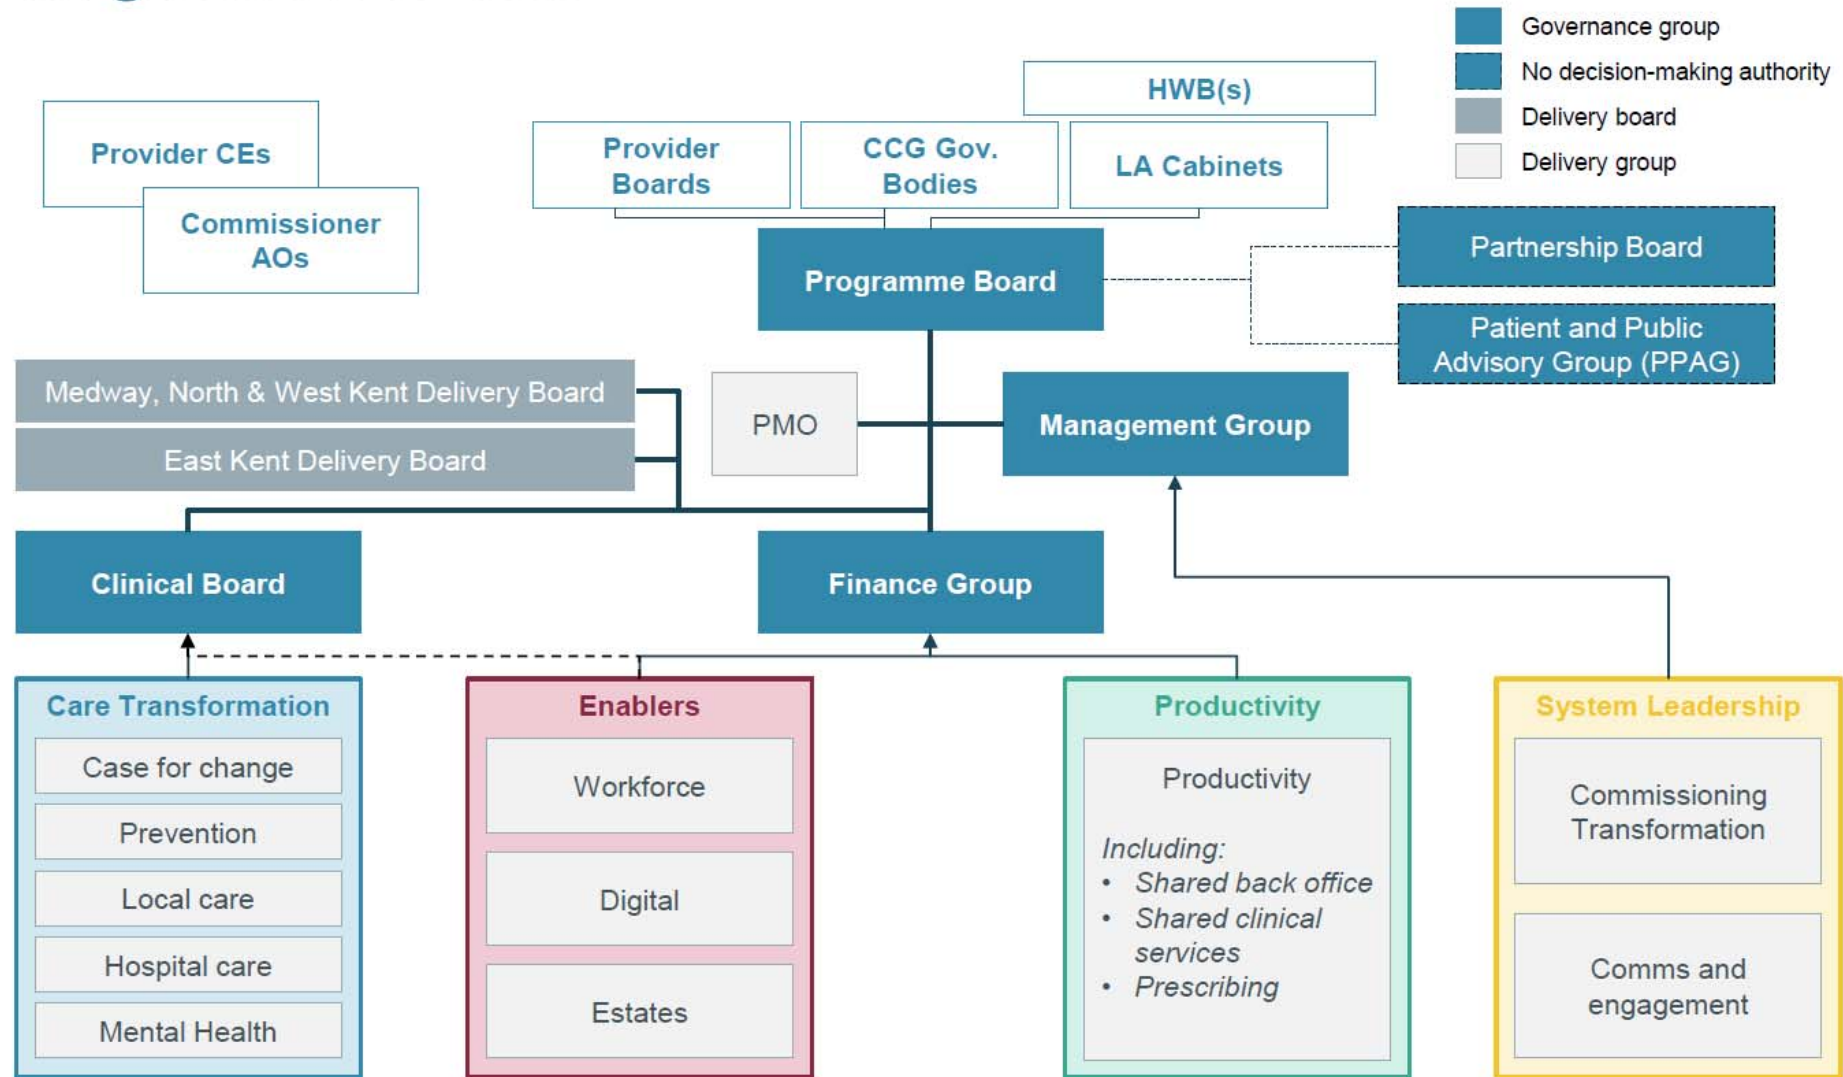 Governance group
No decision-making authority
Delivery board
Delivery group
HWB(s)
Provider CEs
Commissioner
AOs
Provider
Boards
CCG Gov.
Bodies
LA Cabinets
Programme Board
Partnership Board
Patient and Public
Advisory Group (PPAG)
Medway, North & West Kent Delivery Board
East Kent Delivery Board
PMO
Management Group
Clinical Board
Finance Group
Care Transformation
Case for change
Prevention
Local care
Hospital care
Mental Health
Enablers
Workforce
Digital
Estates
Productivity
Productivity
Including:
• Shared back office
• Shared clinical
services
• Prescribing
System Leadership
Commissioning
Transformation
Comms and
engagement